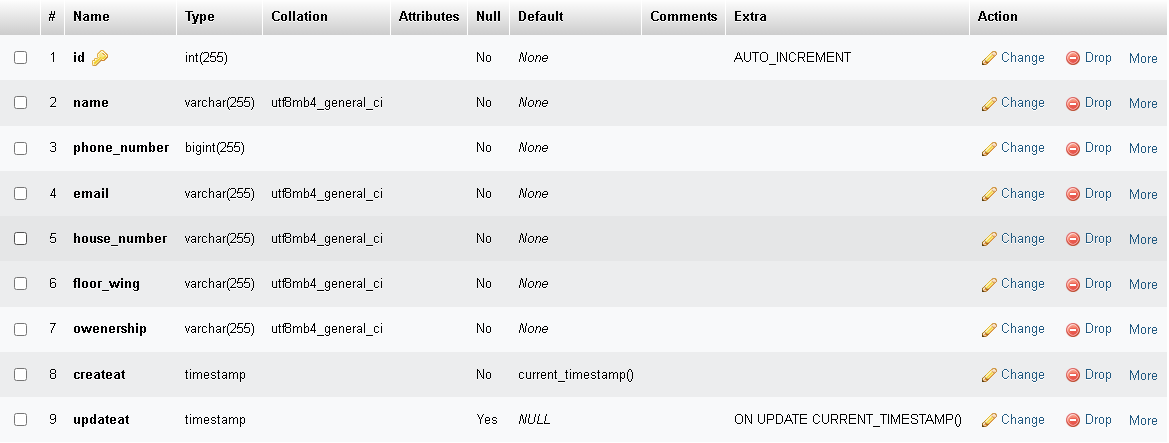 # Name Type Collation Attributes Null Default Comments Extra Action
1 id int(255) No None AUTO_INCREMENT Change Drop More
2 name varchar(255) utf8mb4_general_ci No None Change Drop More
3 phone_number bigint(255) No None Change Drop More
4 email varchar(255) utf8mb4_general_ci No None Change Drop More
5 house_number varchar(255) utf8mb4_general_ci No None Change Drop More
6 floor_wing varchar(255) utf8mb4_general_ci No None Change Drop More
7 owenership varchar(255) utf8mb4_general_ci No None Change Drop More
8 createat timestamp No current_timestamp() Change Drop More
9 updateat timestamp Yes NULL ON UPDATE CURRENT_TIMESTAMP() Change Drop More